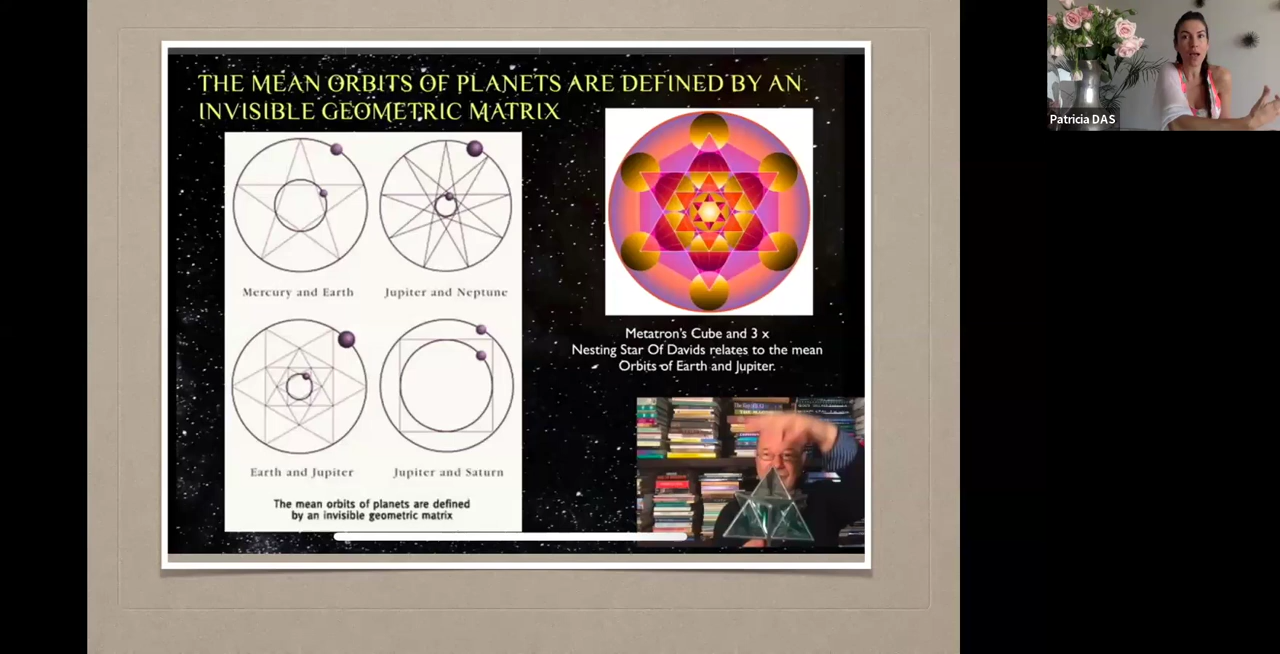 THE MEAN ORBITS OF PLANETS ARE DEFINED BY AN
INVISIBLE GEOMETRIC MATRIX
Mercury and Earth
Jupiter and Neptune
Earth and Jupiter
Jupiter and Saturn
The mean orbits of planets are defined
by an invisible geometric matrix
Metatron's Cube and 3 x
Nesting Star Of Davids relates to the mean
Orbits of Earth and Jupiter.
Patricia DAS